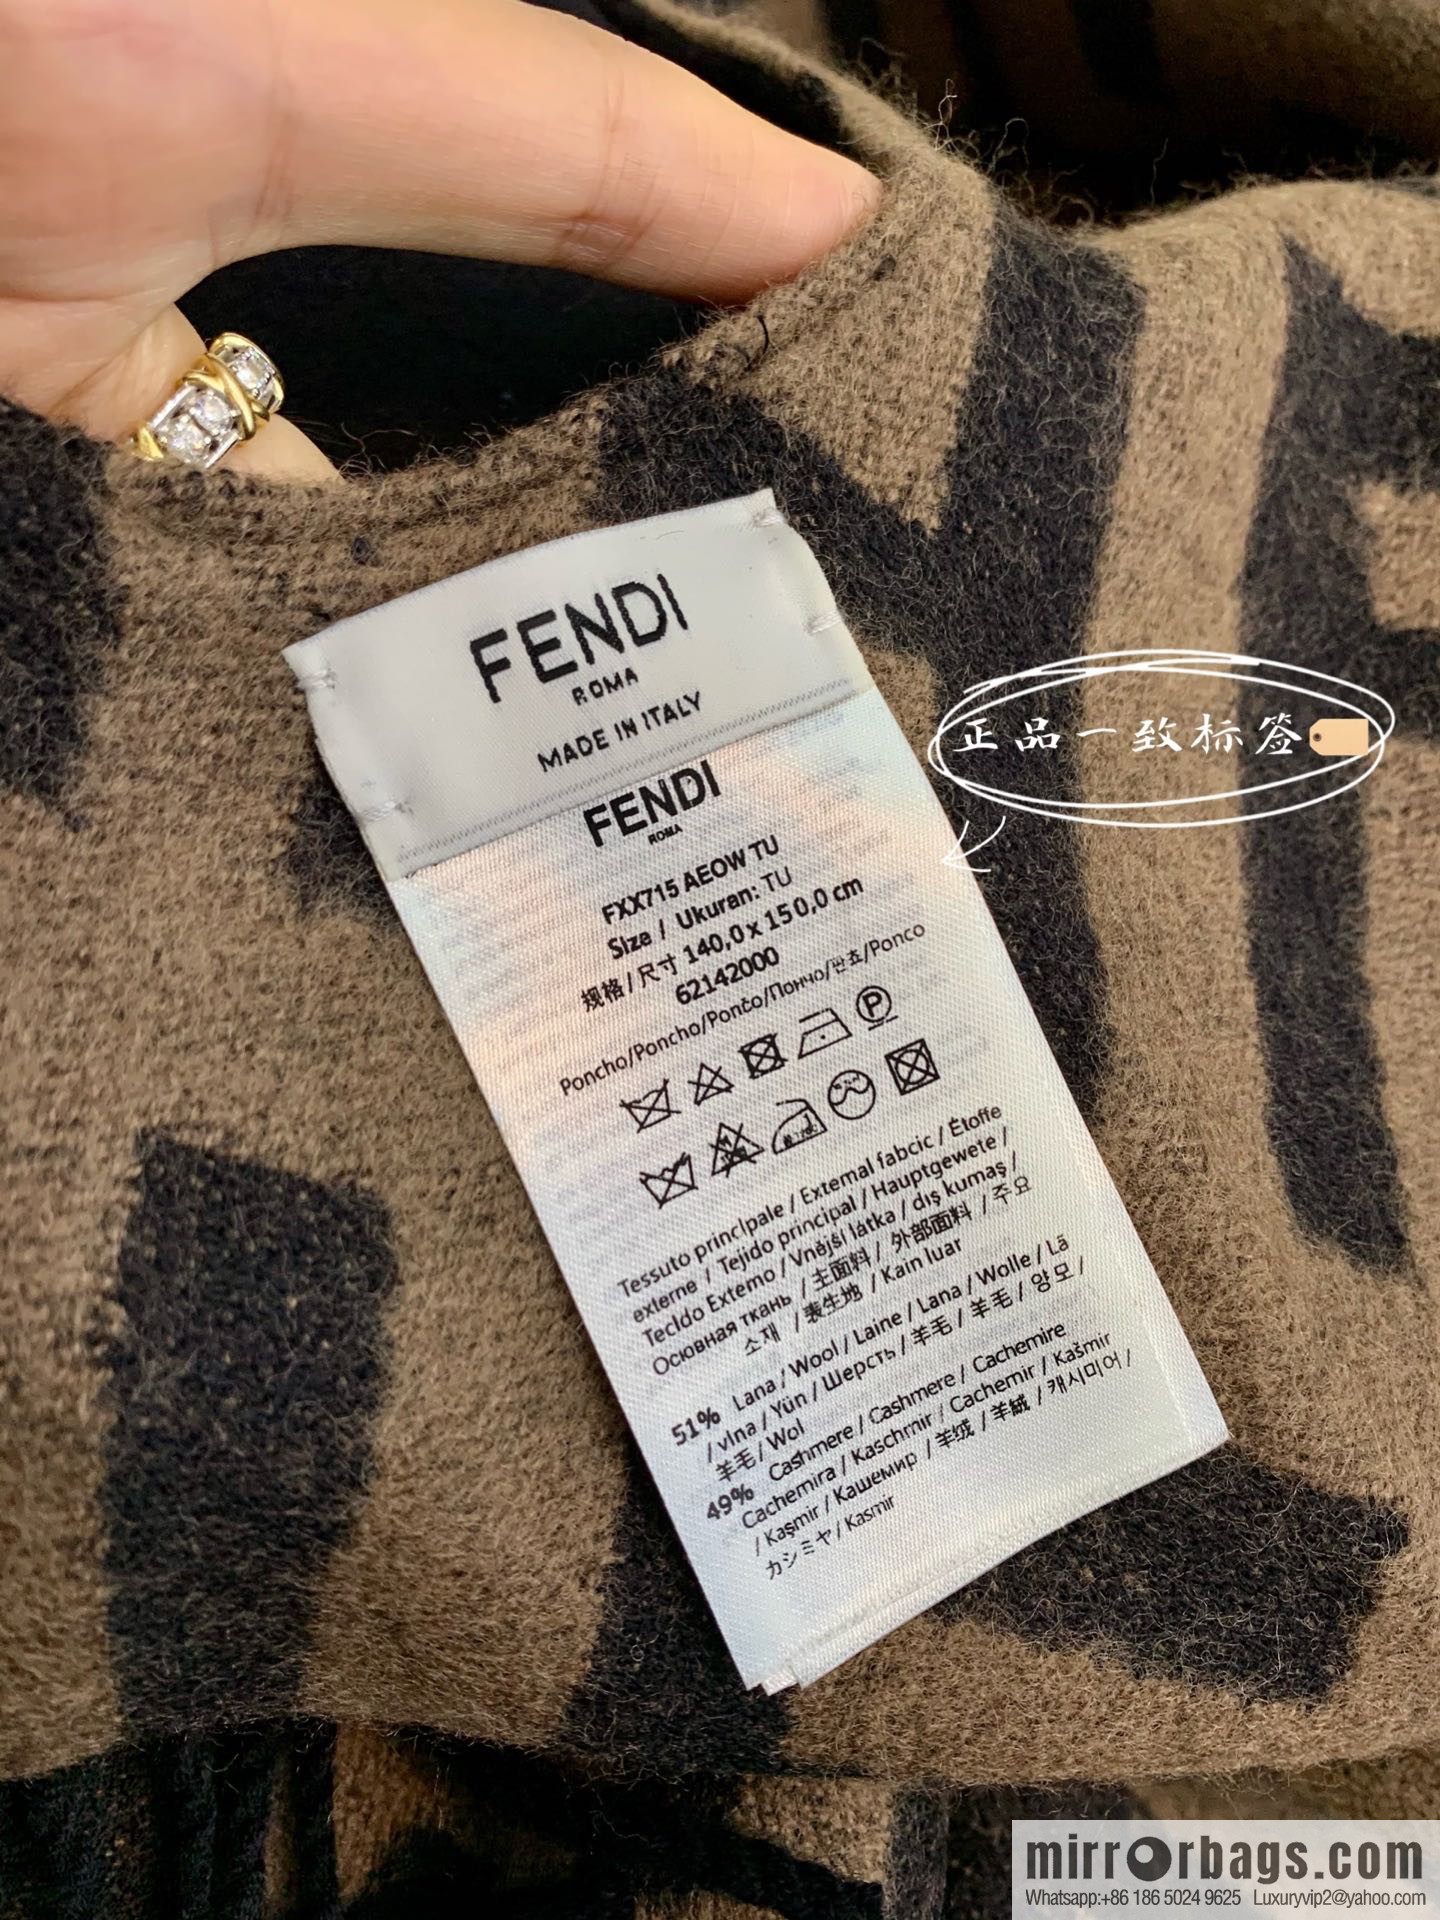 FENDI
ROMA
MADE IN ITALY
FENDI
ROMA
FXX715 AEOW TU
Size / Ukuran: TU
规格/尺寸 140,0 x 150,0 cm
62142000
Poncho/Poncho/Pončo/Пончо/판쵸/Ponco
Tessuto principale / External fabcic / Étoffe
externe / Tejido principal / Hauptgewete /
Tecldo Externo / Vnější látka / dış kumaş /
Осювная ткань / 主面料 / 外部面料 / 주요
소재 / 表生地 / Kain luar
51% Lana / Wool / Laine / Lana / Wolle / Lã
/ vlna / Yün / Шерсть / 羊毛 / 羊毛 / 양모 /
羊毛 / Wol
49% Cashmere / Cashmere / Cachemire
Cachemira / Kaschmir / Cachemir / Kašmir
/ Kaşmir / Кашемир / 羊绒 / 羊絨 / 캐시미어 /
カシミヤ / Kasmir
正品一致标签
mirrorbags.com
Whatsapp:+86 186 5024 9625 Luxuryvip2@yahoo.com